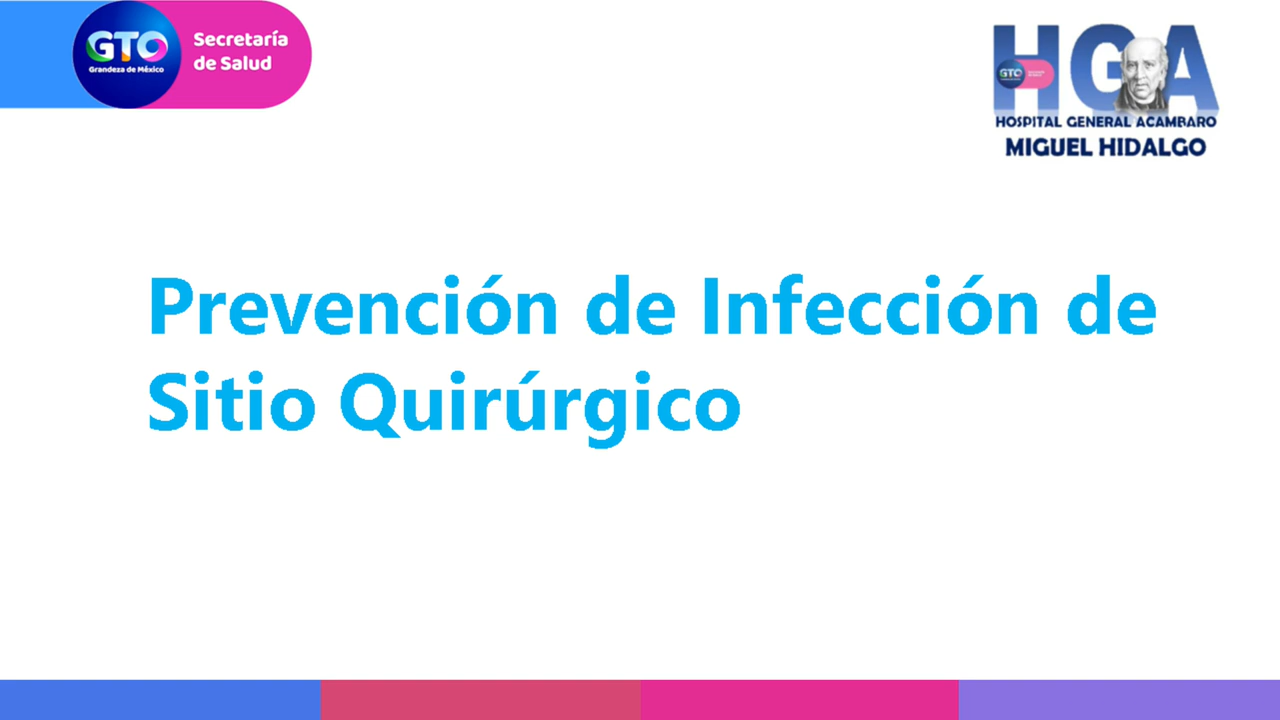 GTO
Grandeza de México
Secretaría
de Salud
HGA
GTO
HOSPITAL GENERAL ACAMBARO
MIGUEL HIDALGO
Prevención de Infección de
Sitio Quirúrgico